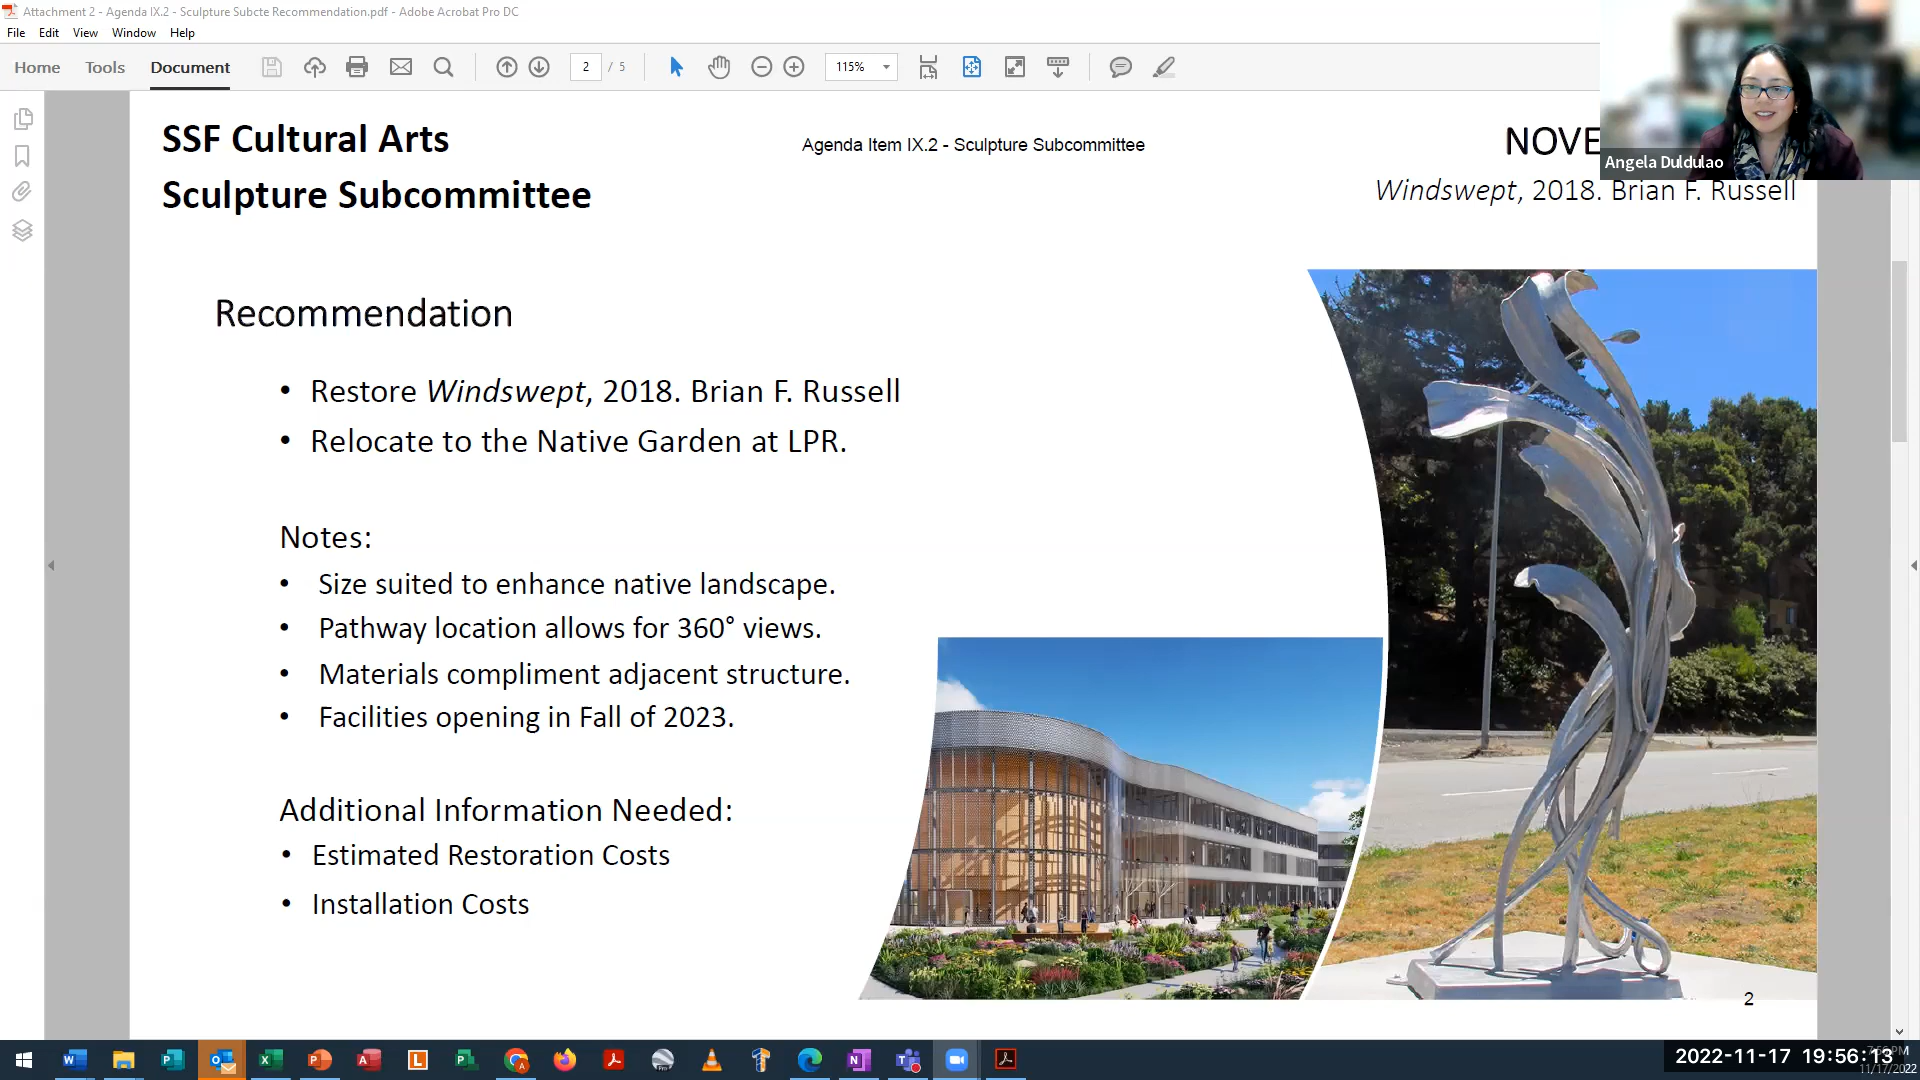 Attachment 2 - Agenda IX.2 - Sculpture Subcte Recommendation.pdf - Adobe Acrobat Pro DC
File Edit View Window Help
Home Tools Document 2 / 5 115%
SSF Cultural Arts
Sculpture Subcommittee
Agenda Item IX.2 - Sculpture Subcommittee
NOVE
Angela Duldulao
Windswept, 2018. Brian F. Russell
Recommendation
• Restore Windswept, 2018. Brian F. Russell
• Relocate to the Native Garden at LPR.
Notes:
• Size suited to enhance native landscape.
• Pathway location allows for 360° views.
• Materials compliment adjacent structure.
• Facilities opening in Fall of 2023.
Additional Information Needed:
• Estimated Restoration Costs
• Installation Costs
2
2022-11-17 19:56:13
11/17/2022